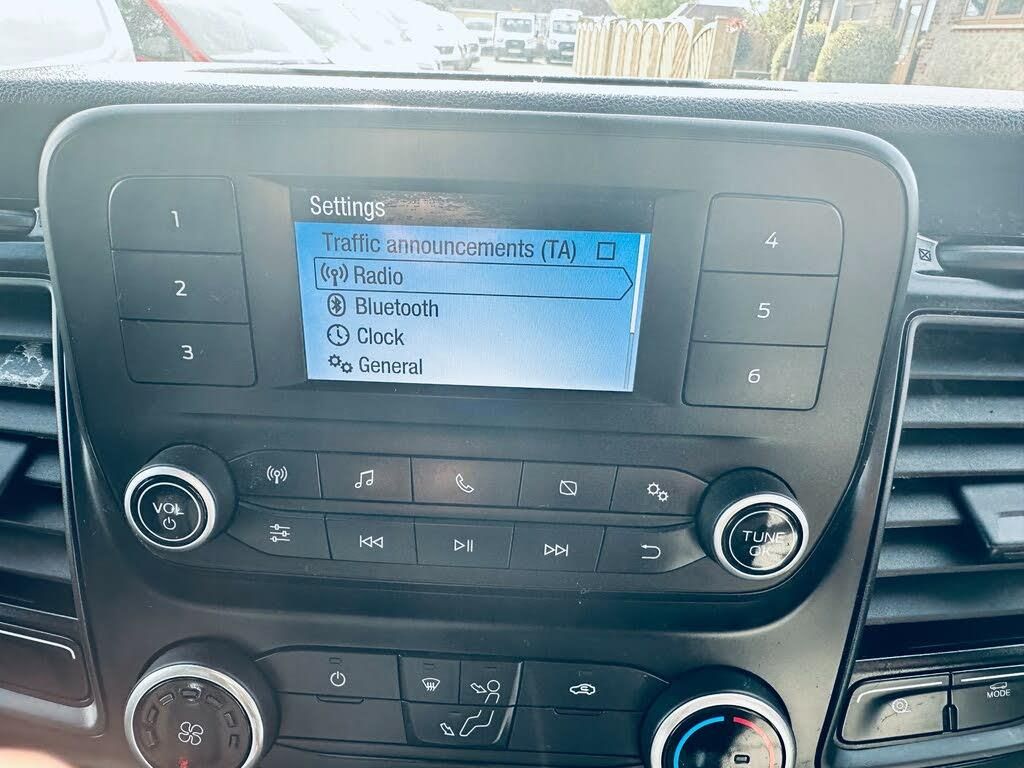 Settings
Traffic announcements (TA)
Radio
Bluetooth
Clock
General
1
2
3
4
5
6
VOL
TUNE
OK
MODE